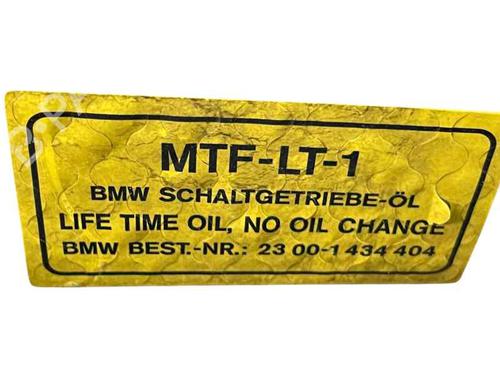 MTF-LT-1
BMW SCHALTGETRIEBE-ÖL
LIFE TIME OIL, NO OIL CHANGE
BMW BEST.-NR.: 23 00-1 434 404